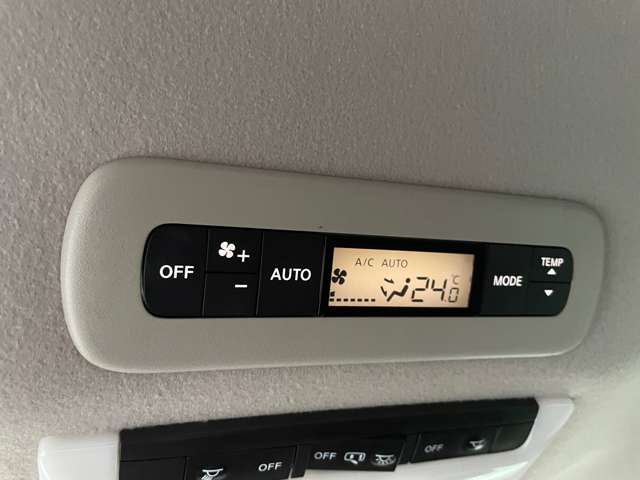 OFF + - AUTO A/C AUTO 24.0 °C MODE TEMP
OFF OFF OFF